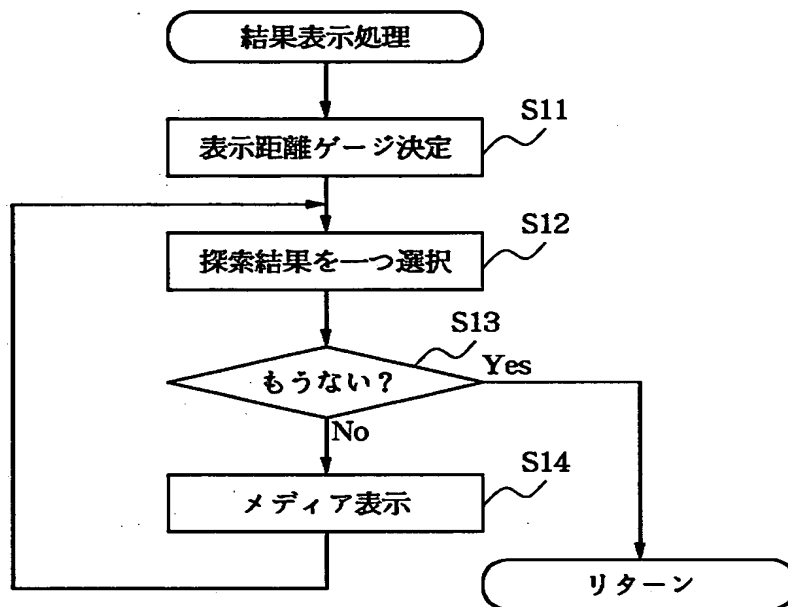 結果表示処理
S11
表示距離ゲージ決定
S12
探索結果を一つ選択
S13
もうない?
Yes
No
S14
メディア表示
リターン